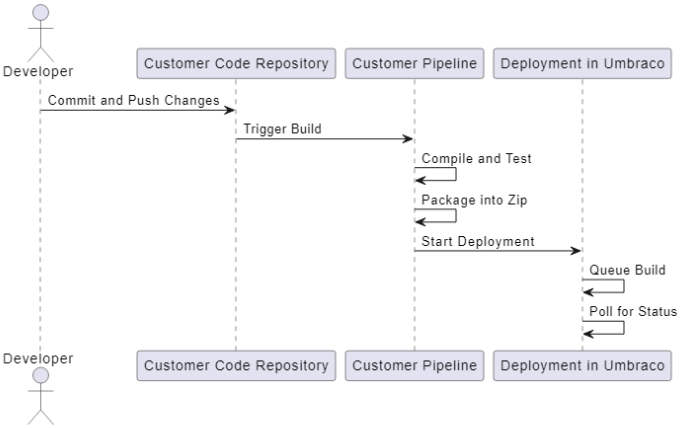 Developer
Customer Code Repository
Customer Pipeline
Deployment in Umbraco
Commit and Push Changes
Trigger Build
Compile and Test
Package into Zip
Start Deployment
Queue Build
Poll for Status
Developer
Customer Code Repository
Customer Pipeline
Deployment in Umbraco